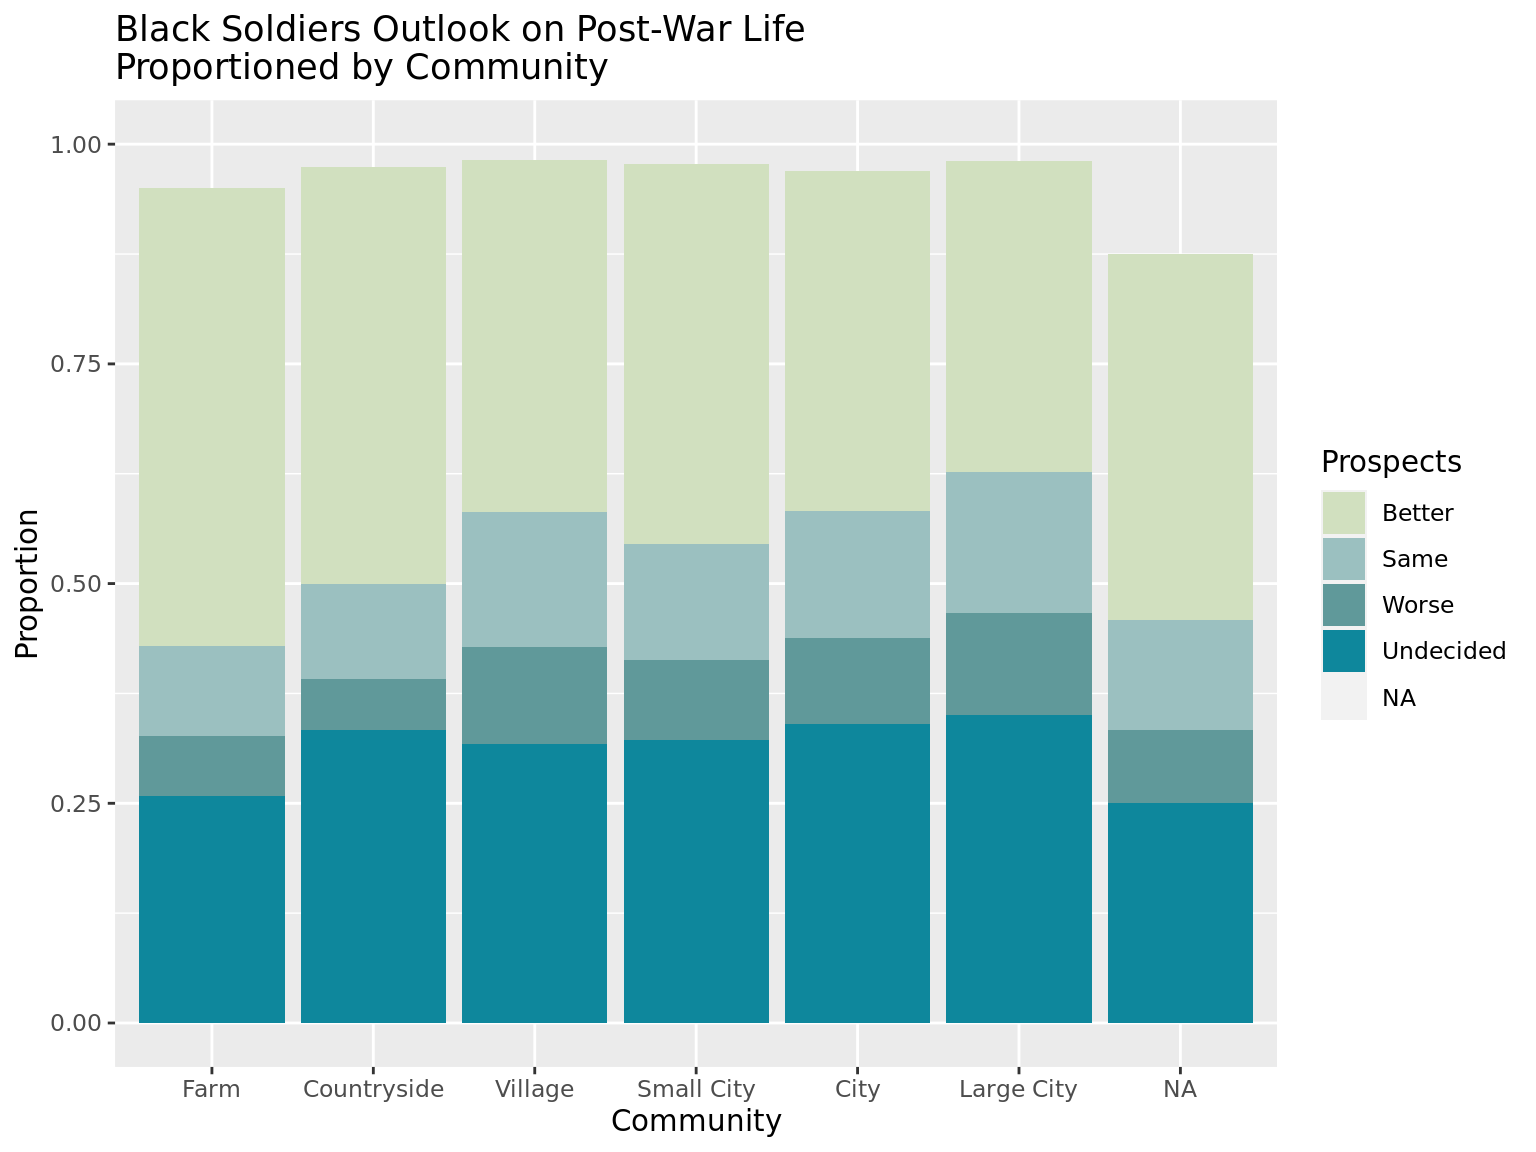 Black Soldiers Outlook on Post-War Life
Proportioned by Community
1.00
0.75
0.50
0.25
0.00
Proportion
Farm
Countryside
Village
Small City
City
Large City
NA
Community
Prospects
Better
Same
Worse
Undecided
NA